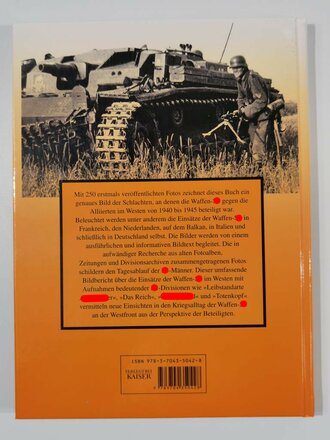 Mit 250 erstmals veröffentlichten Fotos zeichnet dieses Buch ein
genaues Bild der Schlachten, an denen die Waffen- gegen die
Alliierten im Westen von 1940 bis 1945 beteiligt war.
Beleuchtet werden unter anderem die Einsätze der Waffen- in
Frankreich, den Niederlanden, auf dem Balkan, in Italien und
schließlich in Deutschland selbst. Die Bilder werden von einem
ausführlichen und informativen Bildtext begleitet. Die in
aufwändiger Recherche aus alten Fotoalben,
Zeitungen und Divisionsarchiven zusammengetragenen Fotos
schildern den Tagesablauf der -Männer. Dieser umfassende
Bildbericht über die Einsätze der Waffen- im Westen mit
Aufnahmen bedeutender -Divisionen wie »Leibstandarte
«, »Das Reich«, » « und »Totenkopf«
vermitteln neue Einsichten in den Kriegsalltag der Waffen-
an der Westfront aus der Perspektive der Beteiligten.
ISBN 978-3-7043-5042-8
KAISER